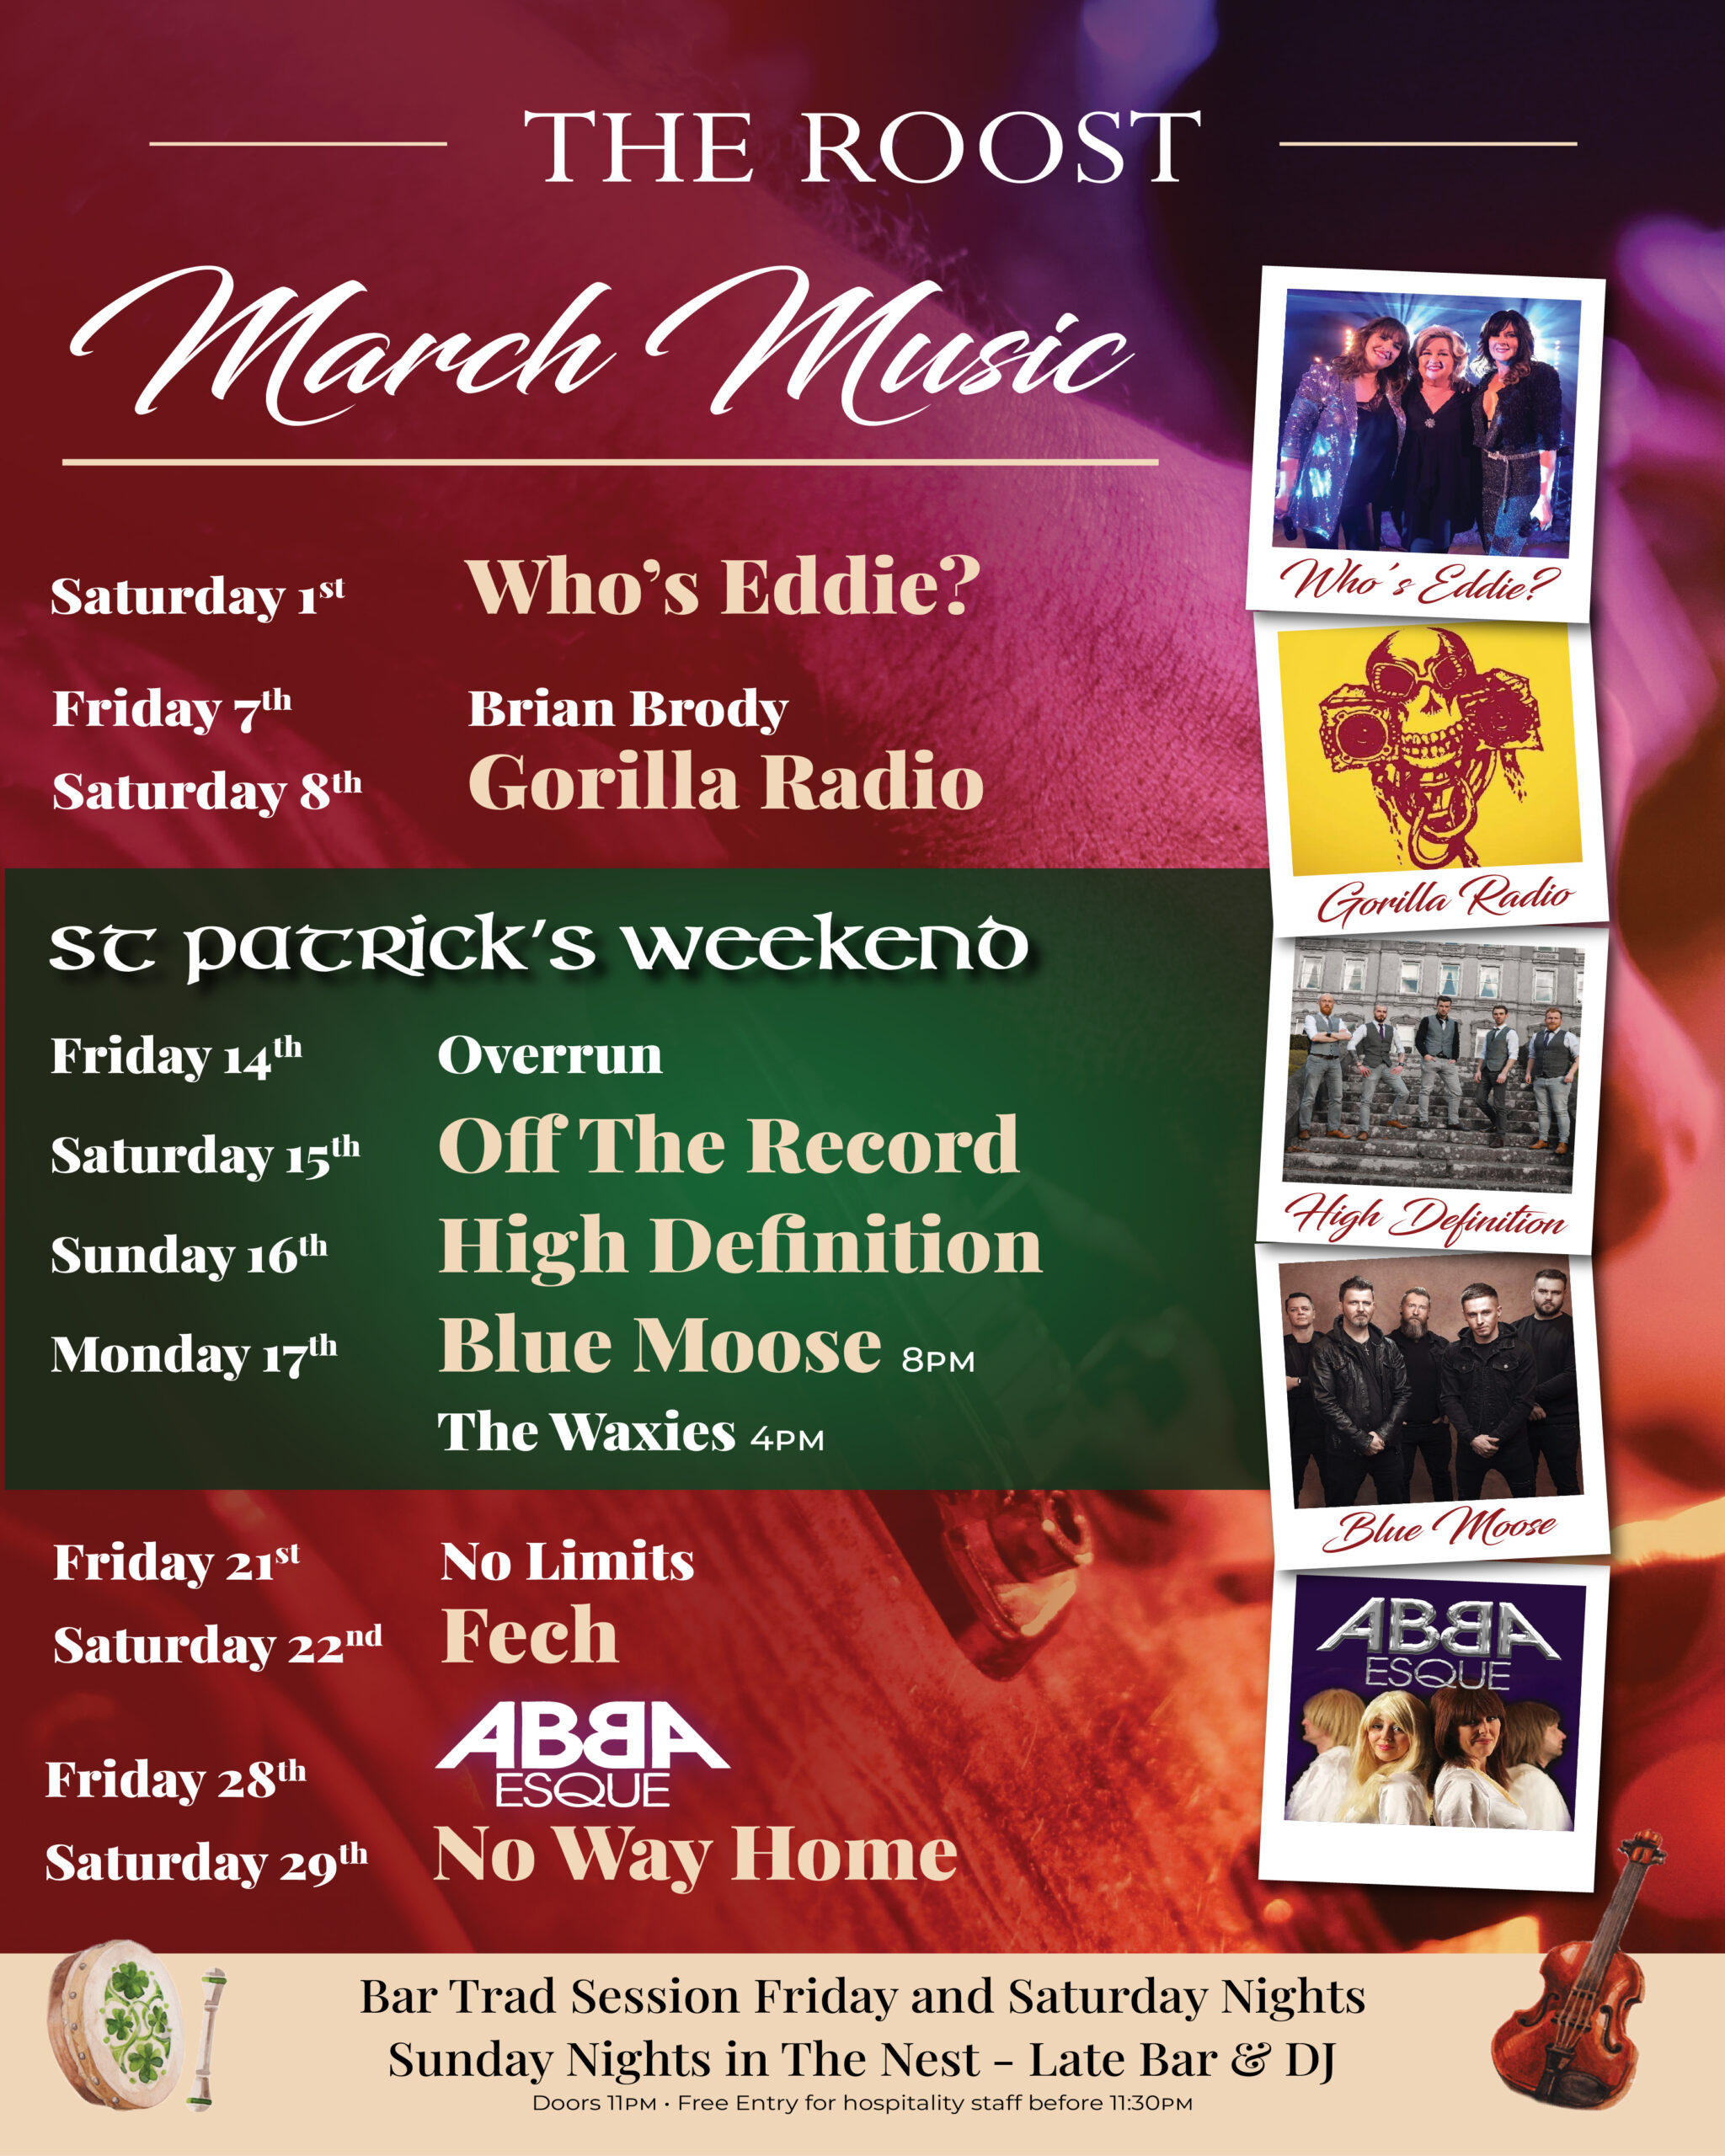 THE ROOST
March Music
Saturday 1st Who's Eddie?
Friday 7th Brian Brody
Saturday 8th Gorilla Radio
St Patrick's Weekend
Friday 14th Overrun
Saturday 15th Off The Record
Sunday 16th High Definition
Monday 17th Blue Moose 8PM
The Waxies 4PM
Friday 21st No Limits
Saturday 22nd Fech
Friday 28th ABBA
ESQUE
Saturday 29th No Way Home
Who's Eddie?
Gorilla Radio
High Definition
Blue Moose
ABBA
ESQUE
Bar Trad Session Friday and Saturday Nights
Sunday Nights in The Nest - Late Bar & DJ
Doors 11PM • Free Entry for hospitality staff before 11:30PM